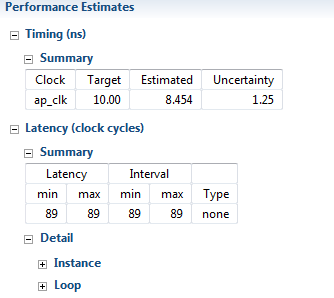 Performance Estimates
Timing (ns)
Summary
Clock Target Estimated Uncertainty
ap_clk 10.00 8.454 1.25
Latency (clock cycles)
Summary
Latency Interval
min max min max Type
89 89 89 89 none
Detail
Instance
Loop